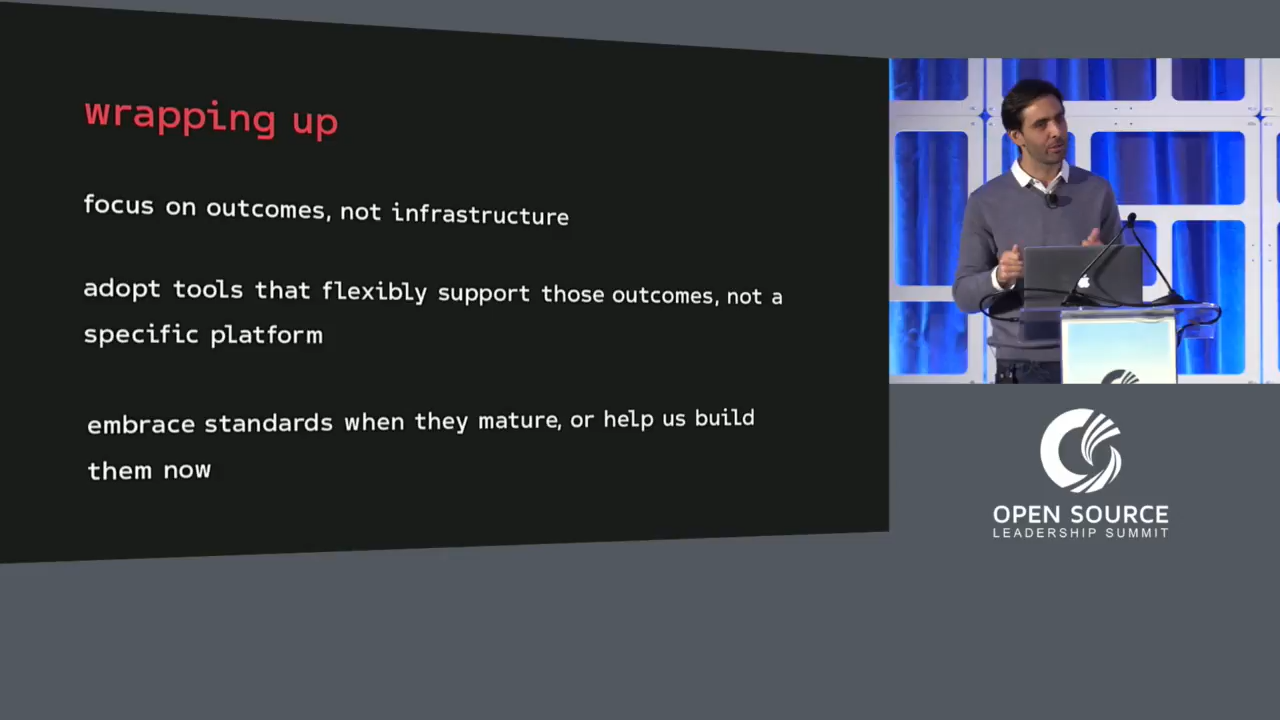 wrapping up
focus on outcomes, not infrastructure
adopt tools that flexibly support those outcomes, not a
specific platform
embrace standards when they mature, or help us build
them now
OPEN SOURCE
LEADERSHIP SUMMIT